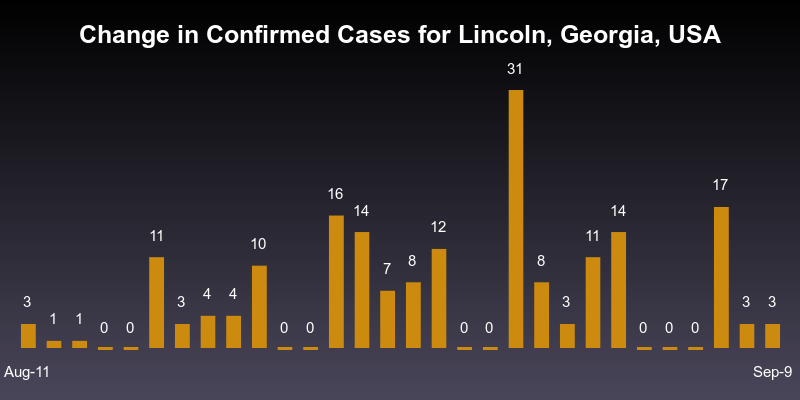 Change in Confirmed Cases for Lincoln, Georgia, USA
3 1 1 0 0 11 3 4 4 10 0 0 16 14 7 8 12 0 0 31 8 3 11 14 0 0 0 17 3 3
Aug-11 Sep-9